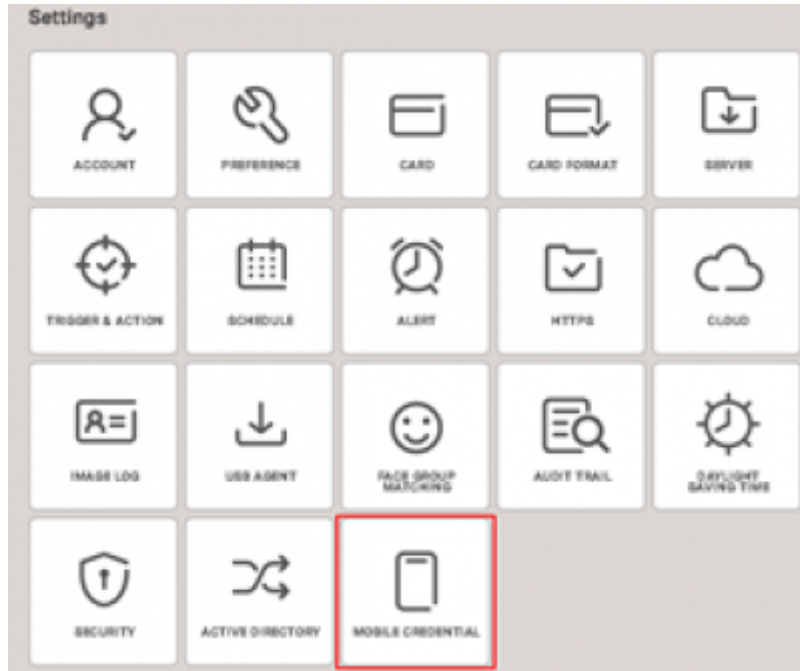 Settings
ACCOUNT
PREFERENCE
CARD
CARD FORMAT
SERVER
TRIGGER & ACTION
SCHEDULE
ALERT
HTTPS
CLOUD
IMAGE LOG
USB AGENT
FACE GROUP
MATCHING
AUDIT TRAIL
DAYLIGHT
SAVING TIME
SECURITY
ACTIVE DIRECTORY
MOBILE CREDENTIAL